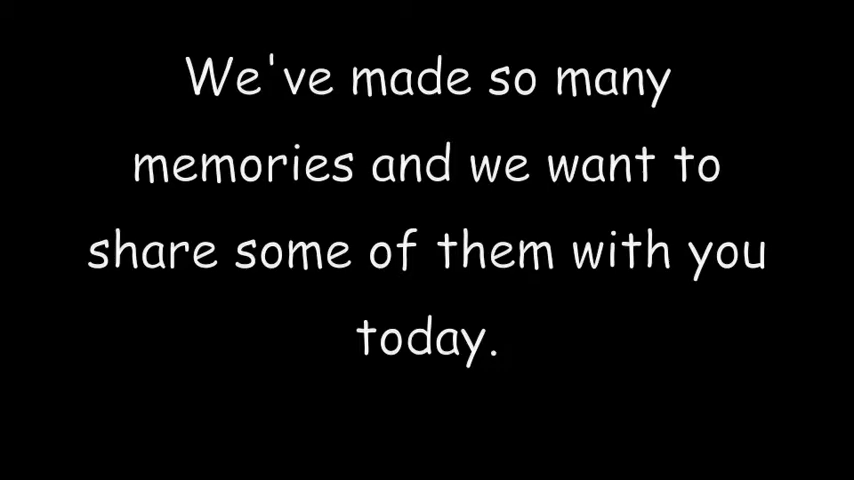 We've made so many
memories and we want to
share some of them with you
today.